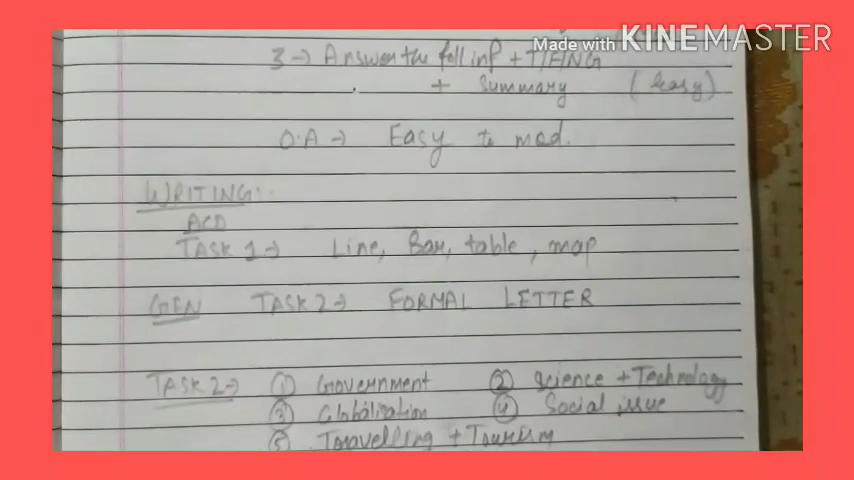 Made with KINEMASTER
3 → Answer the foll inf + T/F/NG
+ Summary (easy)
O.A → Easy to mod.
WRITING:
ACD
TASK 1 → Line, Bar, table, map
GEN TASK 2 → FORMAL LETTER
TASK 2 → ① Government ② Science + Technology
③ Globalization ④ Social issue
⑤ Travelling + Tourism